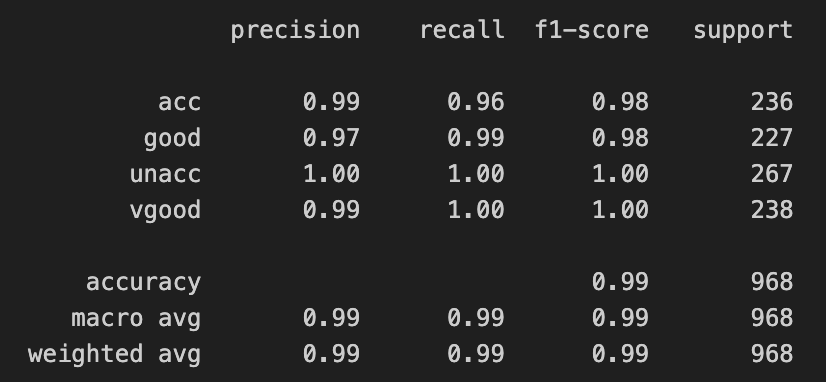 precision recall f1-score support
acc 0.99 0.96 0.98 236
good 0.97 0.99 0.98 227
unacc 1.00 1.00 1.00 267
vgood 0.99 1.00 1.00 238
accuracy 0.99 968
macro avg 0.99 0.99 0.99 968
weighted avg 0.99 0.99 0.99 968